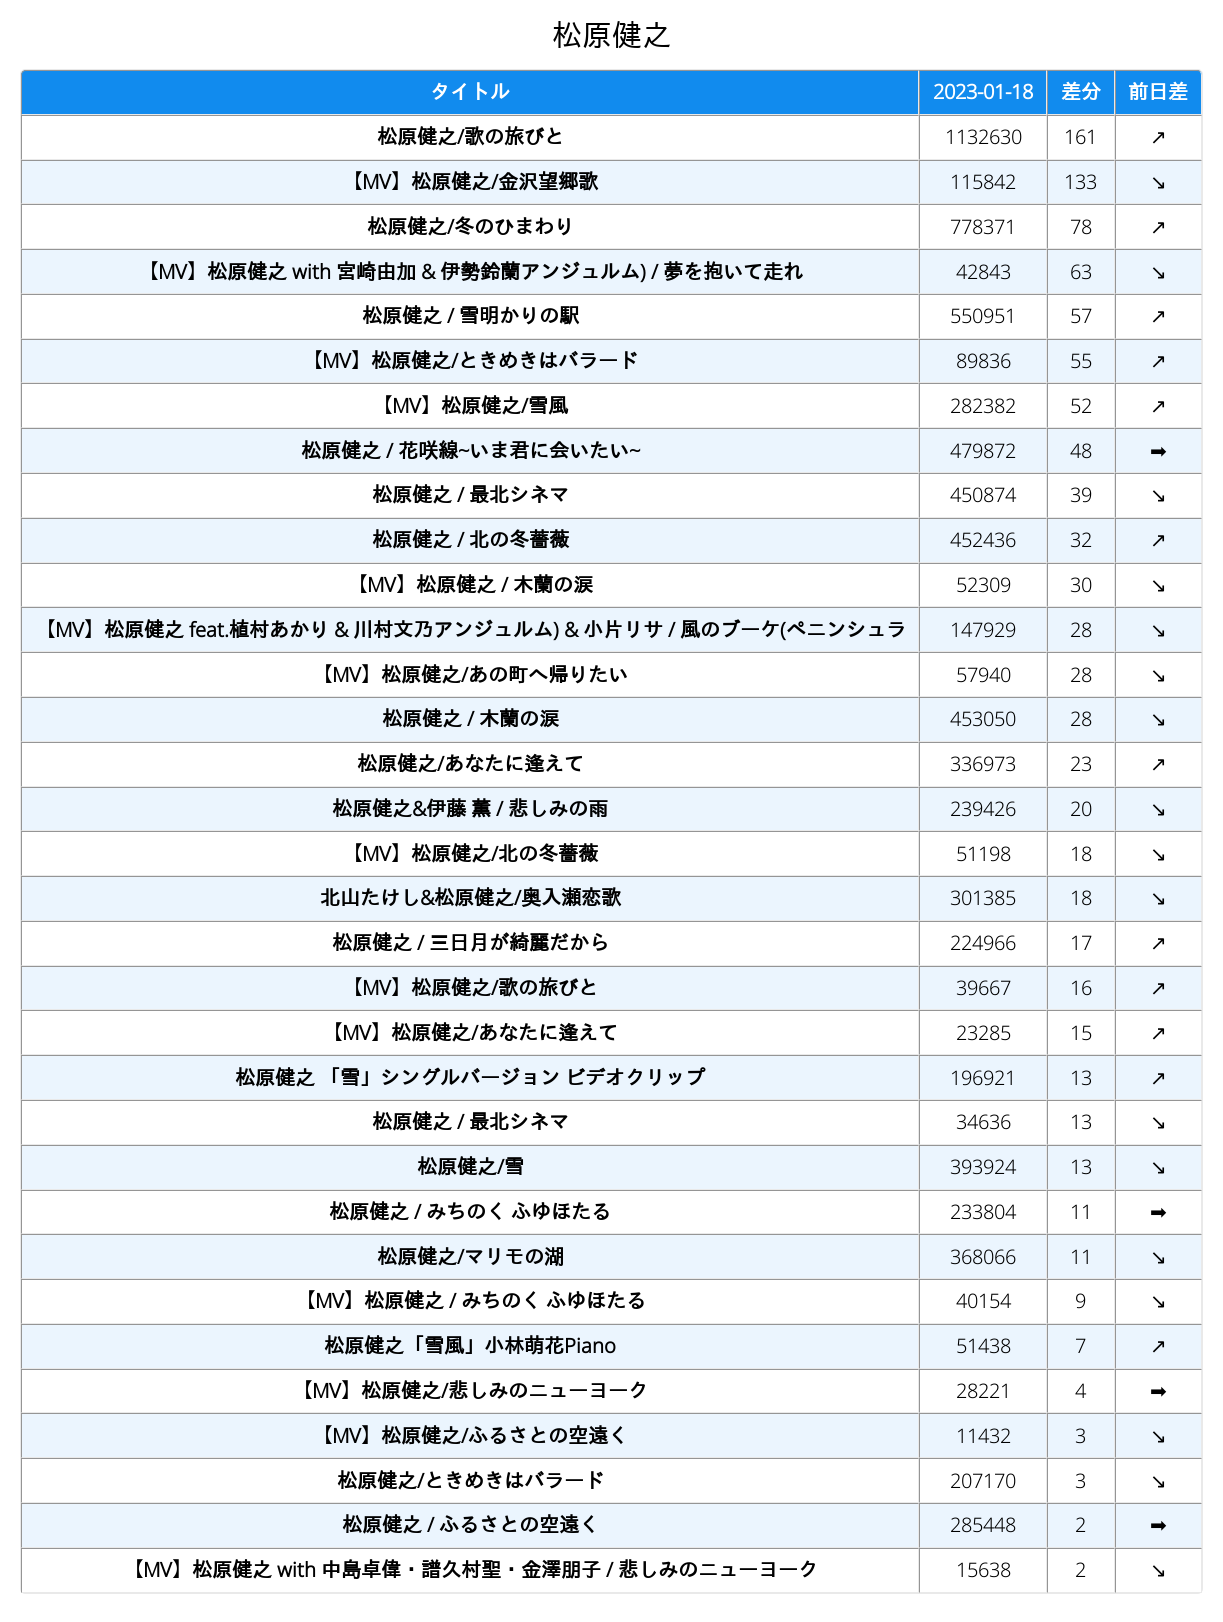 松原健之
タイトル 2023-01-18 差分 前日差
松原健之/歌の旅びと 1132630 161 ↗
【MV】松原健之/金沢望郷歌 115842 133 ↘
松原健之/冬のひまわり 778371 78 ↗
【MV】松原健之 with 宮崎由加 & 伊勢鈴蘭アンジュルム) / 夢を抱いて走れ 42843 63 ↘
松原健之 / 雪明かりの駅 550951 57 ↗
【MV】松原健之/ときめきはバラード 89836 55 ↗
【MV】松原健之/雪風 282382 52 ↗
松原健之 / 花咲線~いま君に会いたい~ 479872 48 ➡
松原健之 / 最北シネマ 450874 39 ↘
松原健之 / 北の冬薔薇 452436 32 ↗
【MV】松原健之 / 木蘭の涙 52309 30 ↘
【MV】松原健之 feat.植村あかり & 川村文乃アンジュルム) & 小片リサ / 風のブーケ(ペニンシュラ 147929 28 ↘
【MV】松原健之/あの町へ帰りたい 57940 28 ↘
松原健之 / 木蘭の涙 453050 28 ↘
松原健之/あなたに逢えて 336973 23 ↗
松原健之&伊藤 薫 / 悲しみの雨 239426 20 ↘
【MV】松原健之/北の冬薔薇 51198 18 ↘
北山たけし&松原健之/奥入瀬恋歌 301385 18 ↘
松原健之 / 三日月が綺麗だから 224966 17 ↗
【MV】松原健之/歌の旅びと 39667 16 ↗
【MV】松原健之/あなたに逢えて 23285 15 ↗
松原健之 「雪」シングルバージョン ビデオクリップ 196921 13 ↗
松原健之 / 最北シネマ 34636 13 ↘
松原健之/雪 393924 13 ↘
松原健之 / みちのく ふゆほたる 233804 11 ➡
松原健之/マリモの湖 368066 11 ↘
【MV】松原健之 / みちのく ふゆほたる 40154 9 ↘
松原健之「雪風」小林萌花Piano 51438 7 ↗
【MV】松原健之/悲しみのニューヨーク 28221 4 ➡
【MV】松原健之/ふるさとの空遠く 11432 3 ↘
松原健之/ときめきはバラード 207170 3 ↘
松原健之 / ふるさとの空遠く 285448 2 ➡
【MV】松原健之 with 中島卓偉・譜久村聖・金澤朋子 / 悲しみのニューヨーク 15638 2 ↘